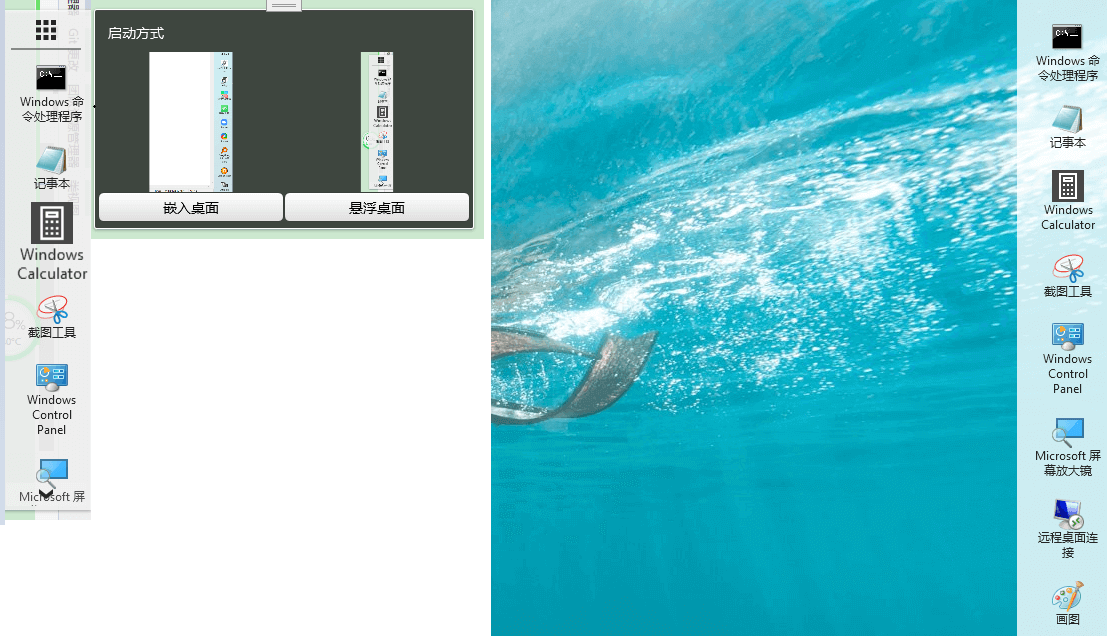 启动方式
嵌入桌面
悬浮桌面
C:\_
Windows 命
令处理程序
记事本
Windows
Calculator
截图工具
Windows
Control
Panel
Microsoft 屏
C:\_
Windows 命
令处理程序
记事本
Windows
Calculator
截图工具
Windows
Control
Panel
Microsoft 屏
幕放大镜
远程桌面连
接
画图